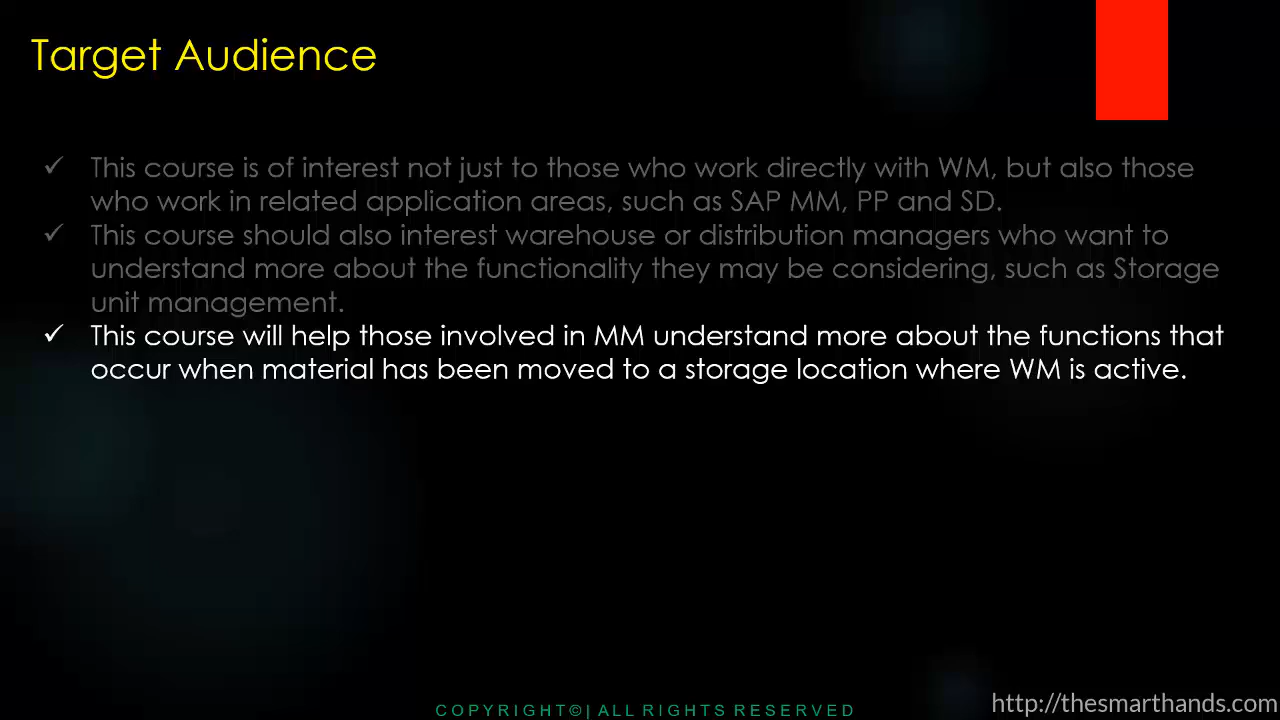 Target Audience
✓ This course is of interest not just to those who work directly with WM, but also those
who work in related application areas, such as SAP MM, PP and SD.
✓ This course should also interest warehouse or distribution managers who want to
understand more about the functionality they may be considering, such as Storage
unit management.
✓ This course will help those involved in MM understand more about the functions that
occur when material has been moved to a storage location where WM is active.
COPYRIGHT©| ALL RIGHTS RESERVED
http://thesmarthands.com